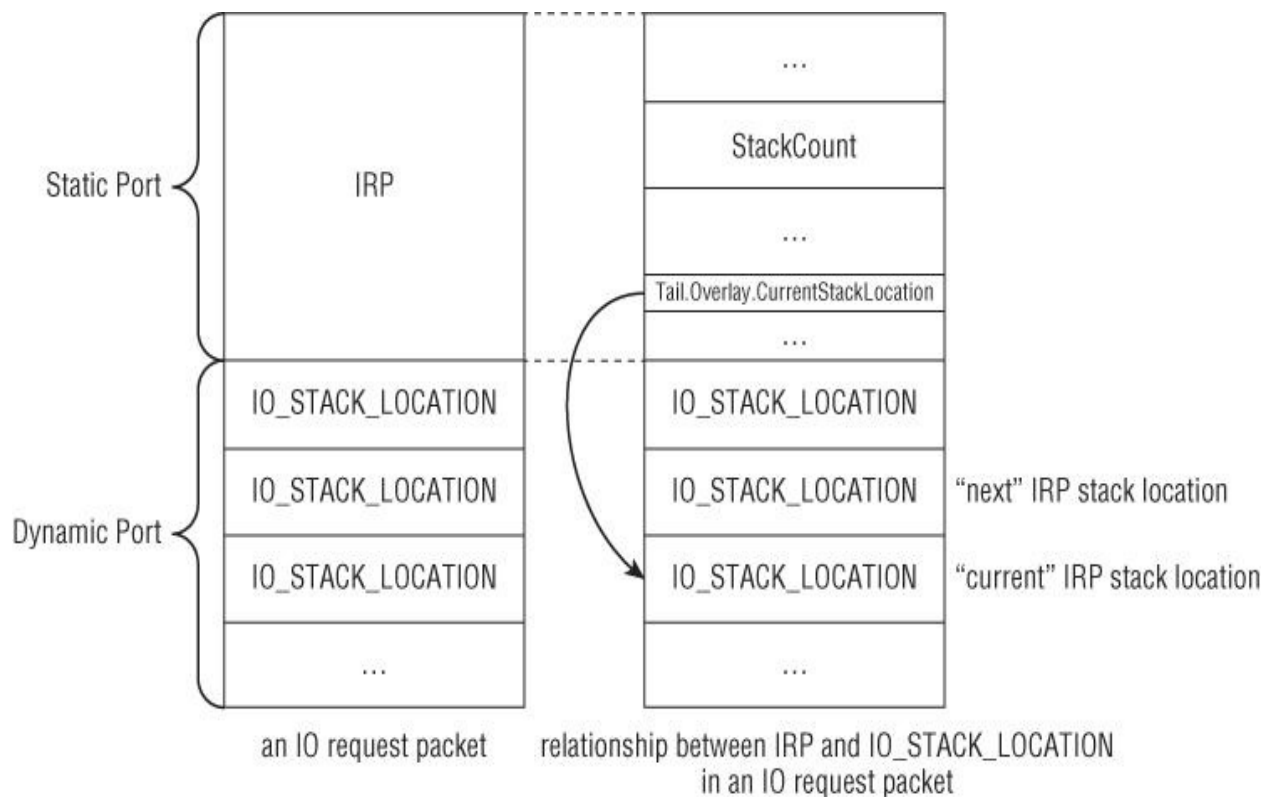 ...
StackCount
Static Port
IRP
...
Tail.Overlay.CurrentStackLocation
...
IO_STACK_LOCATION
IO_STACK_LOCATION
IO_STACK_LOCATION
IO_STACK_LOCATION
"next" IRP stack location
Dynamic Port
IO_STACK_LOCATION
IO_STACK_LOCATION
"current" IRP stack location
...
...
an IO request packet
relationship between IRP and IO_STACK_LOCATION
in an IO request packet